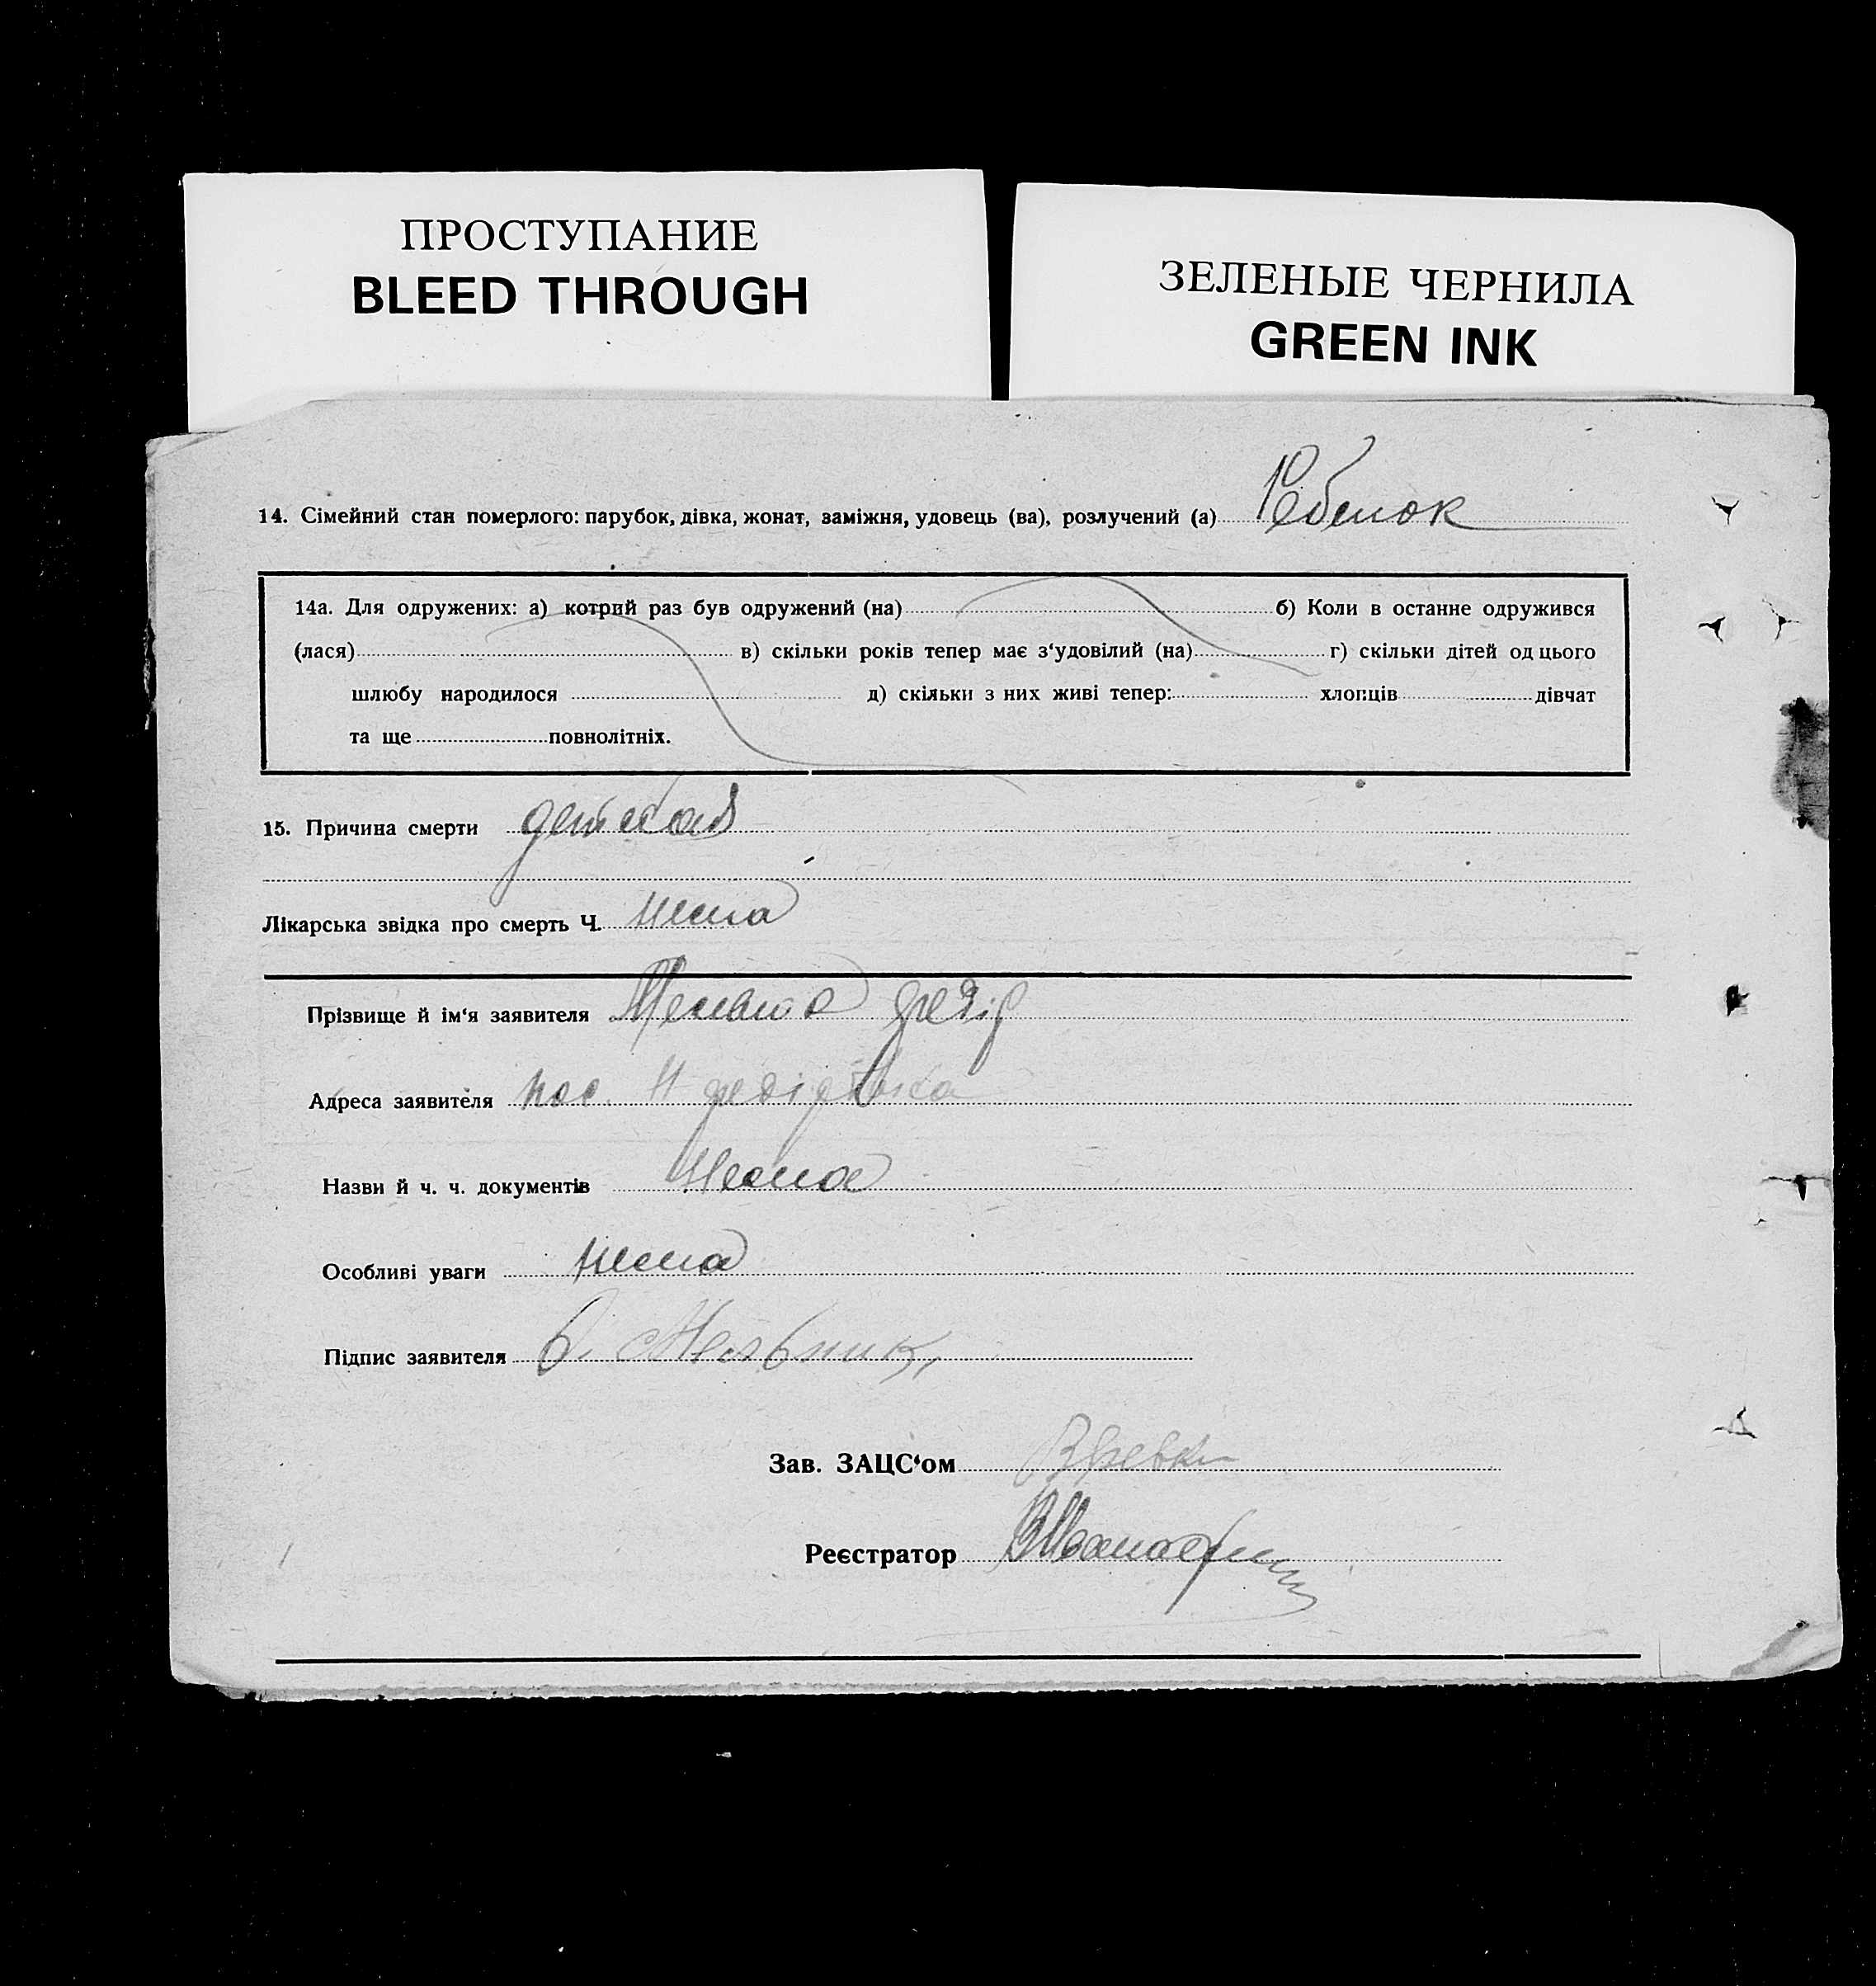 ПРОСТУПАНИЕ
BLEED THROUGH
ЗЕЛЕНЫЕ ЧЕРНИЛА
GREEN INK
14. Сімейний стан померлого: парубок, дівка, жонат, заміжня, удовець (ва), розлучений (а) Ребенок
14а. Для одружених: а) котрий раз був одружений (на) б) Коли в останнє одружився
(лася) в) скільки років тепер має з‘удовілий (на) г) скільки дітей од цього
шлюбу народилося д) скільки з них живі тепер: хлопців дівчат
та ще повнолітніх.
15. Причина смерти детская
Лікарська звідка про смерть Ч. нема
Прізвище й ім‘я заявителя
Адреса заявителя пос. Н
Назви й ч. ч. документів Нема
Особливі уваги нема
Підпис заявителя Мельник
Зав. ЗАЦС‘ом
Реєстратор